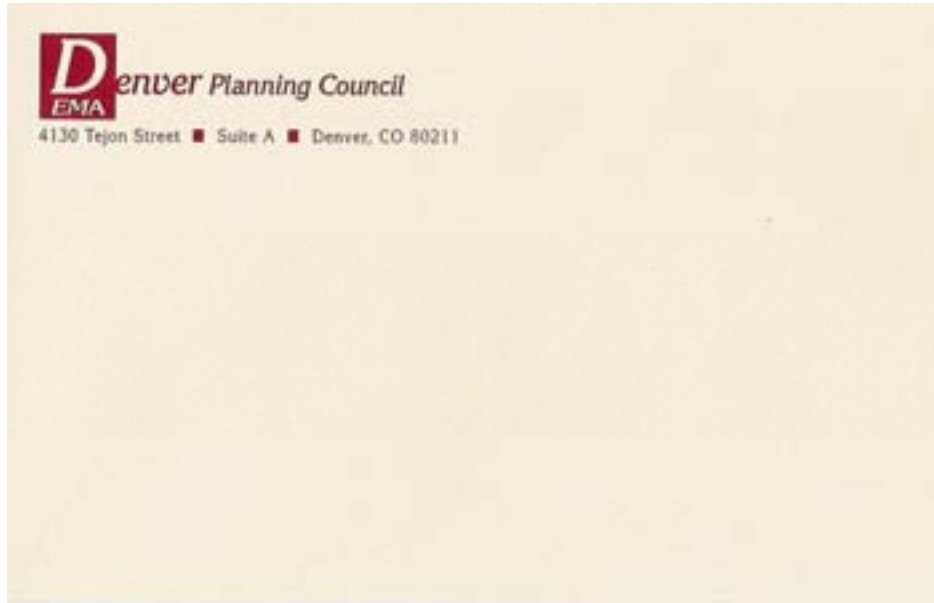 Denver Planning Council
EMA
4130 Tejon Street ■ Suite A ■ Denver, CO 80211